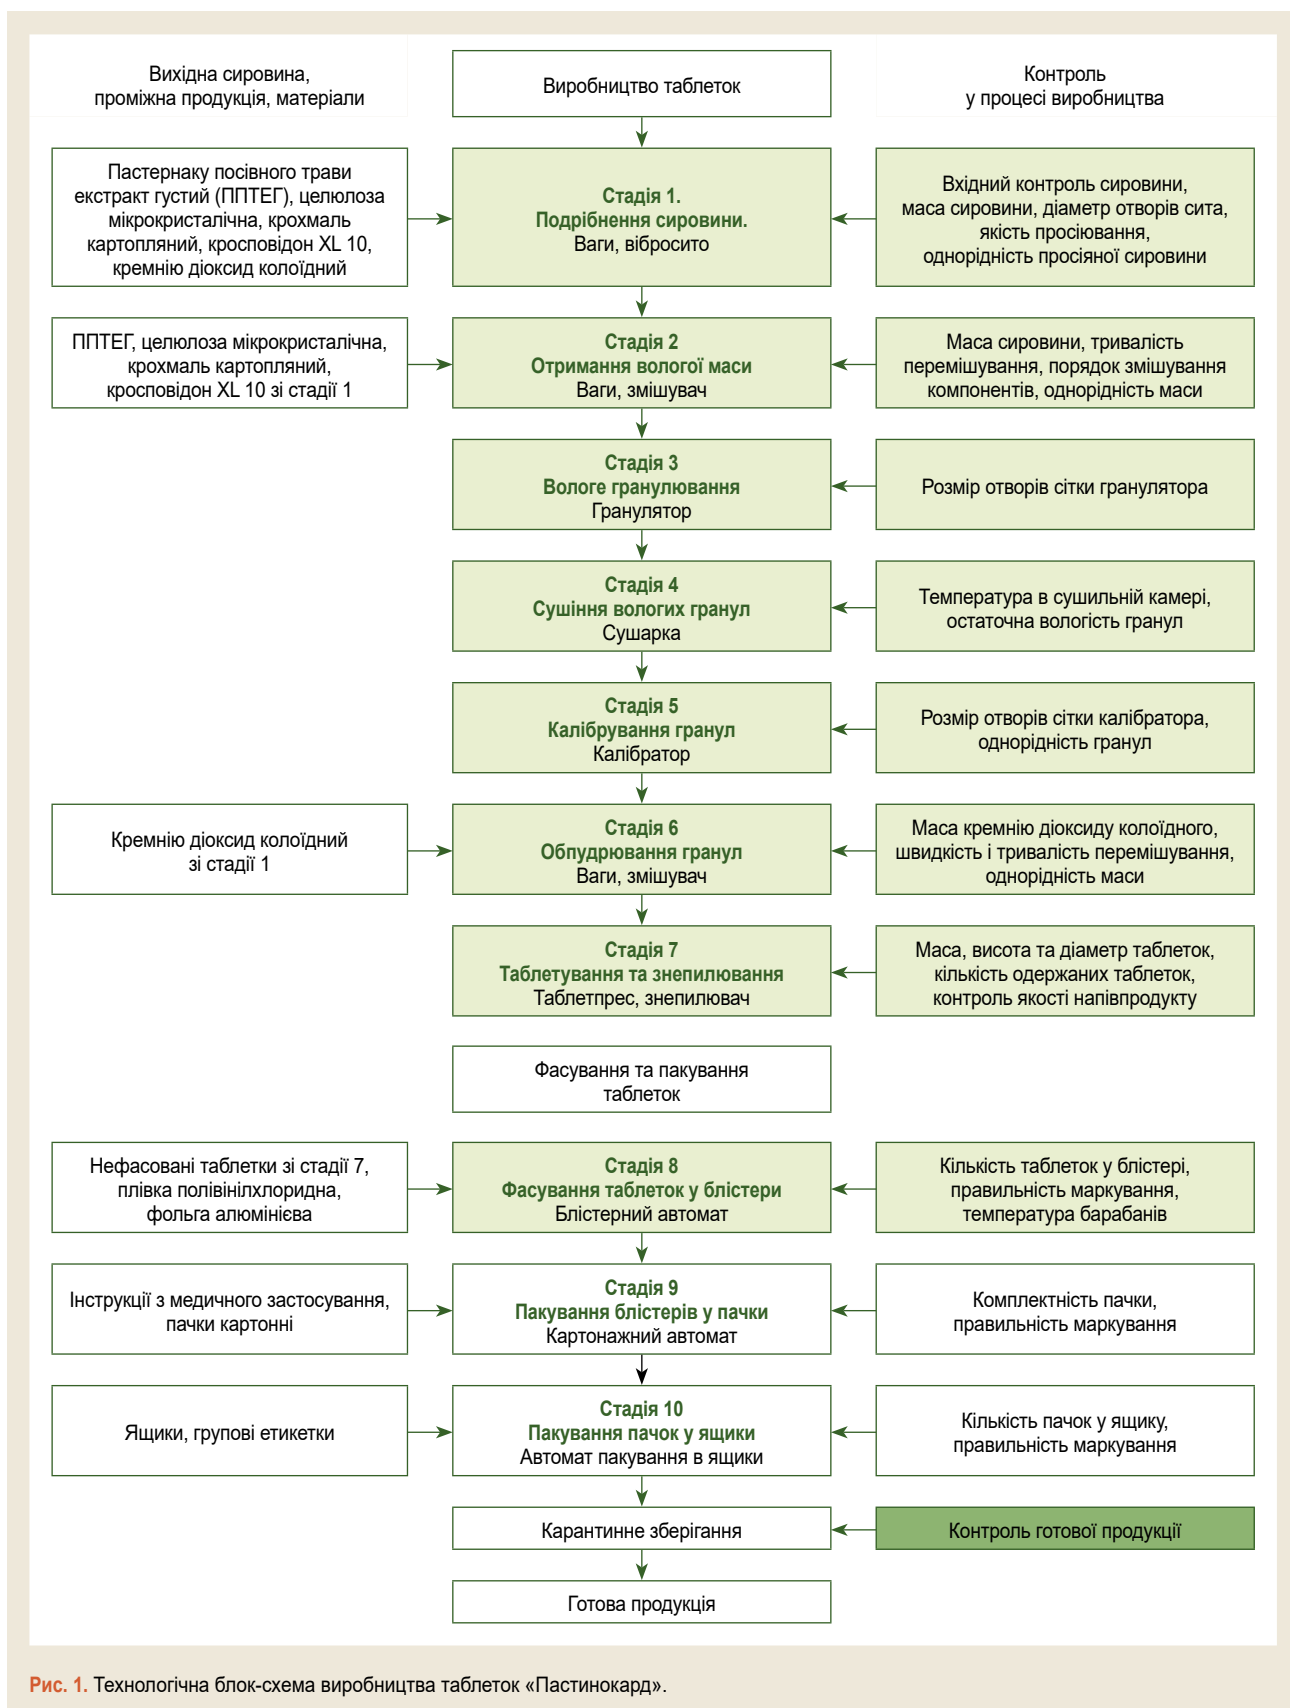 Вихідна сировина,
проміжна продукція, матеріали
Виробництво таблеток
Контроль
у процесі виробництва
Пастернаку посівного трави
екстракт густий (ППТЕГ), целюлоза
мікрокристалічна, крохмаль
картопляний, кросповідон XL 10,
кремнію діоксид колоїдний
Стадія 1.
Подрібнення сировини.
Ваги, вібросито
Вхідний контроль сировини,
маса сировини, діаметр отворів сита,
якість просіювання,
однорідність просіяної сировини
ППТЕГ, целюлоза мікрокристалічна,
крохмаль картопляний,
кросповідон XL 10 зі стадії 1
Стадія 2
Отримання вологої маси
Ваги, змішувач
Маса сировини, тривалість
перемішування, порядок змішування
компонентів, однорідність маси
Стадія 3
Вологе гранулювання
Гранулятор
Розмір отворів сітки гранулятора
Стадія 4
Сушіння вологих гранул
Сушарка
Температура в сушильній камері,
остаточна вологість гранул
Стадія 5
Калібрування гранул
Калібратор
Розмір отворів сітки калібратора,
однорідність гранул
Кремнію діоксид колоїдний
зі стадії 1
Стадія 6
Обпудрювання гранул
Ваги, змішувач
Маса кремнію діоксиду колоїдного,
швидкість і тривалість перемішування,
однорідність маси
Стадія 7
Таблетування та знепилювання
Таблетпрес, знепилювач
Маса, висота та діаметр таблеток,
кількість одержаних таблеток,
контроль якості напівпродукту
Фасування та пакування
таблеток
Нефасовані таблетки зі стадії 7,
плівка полівінілхлоридна,
фольга алюмінієва
Стадія 8
Фасування таблеток у блістери
Блістерний автомат
Кількість таблеток у блістері,
правильність маркування,
температура барабанів
Інструкції з медичного застосування,
пачки картонні
Стадія 9
Пакування блістерів у пачки
Картонажний автомат
Комплектність пачки,
правильність маркування
Ящики, групові етикетки
Стадія 10
Пакування пачок у ящики
Автомат пакування в ящики
Кількість пачок у ящику,
правильність маркування
Карантинне зберігання
Контроль готової продукції
Готова продукція
Рис. 1. Технологічна блок-схема виробництва таблеток «Пастинокард».